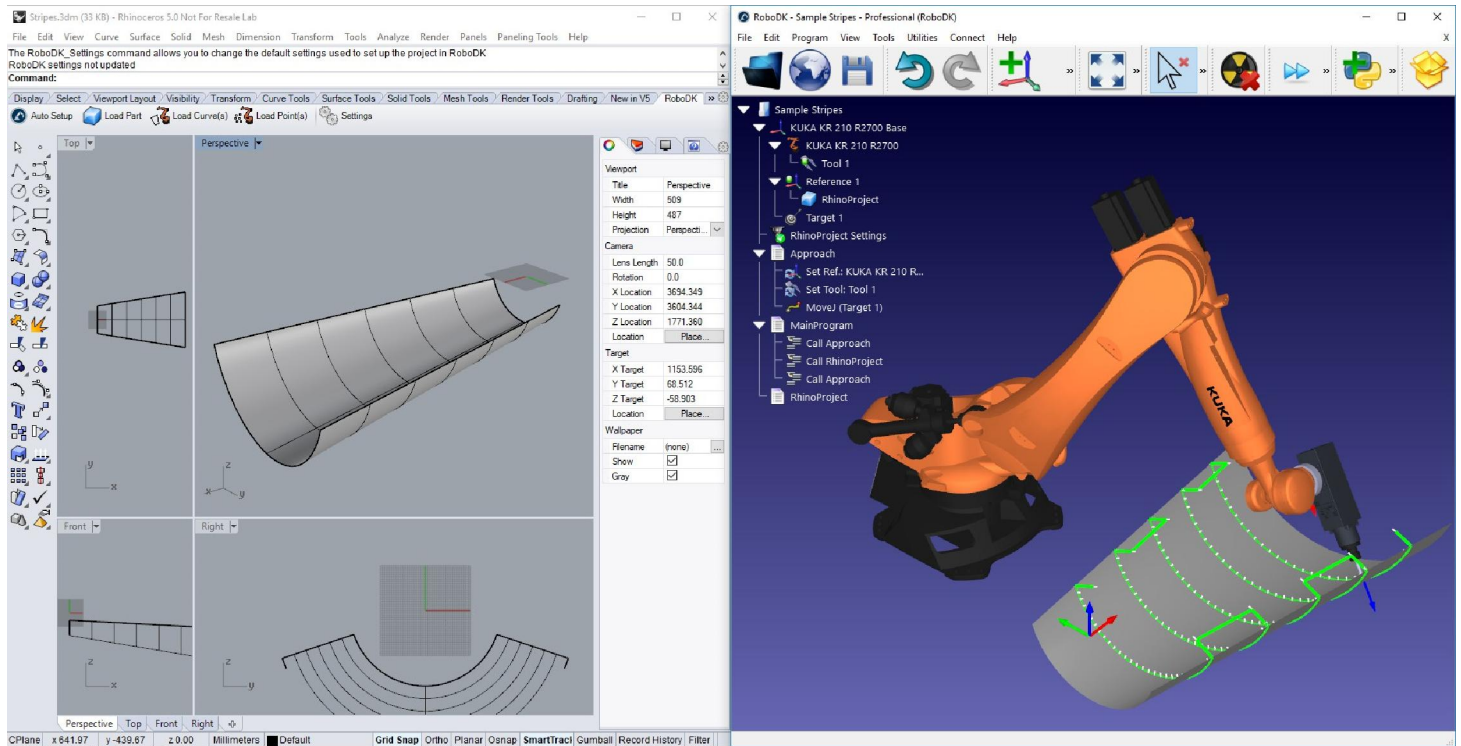 Stripes.3dm (33 KB) - Rhinoceros 5.0 Not For Resale Lab
File Edit View Curve Surface Solid Mesh Dimension Transform Tools Analyze Render Panels Paneling Tools Help
The RoboDK_Settings command allows you to change the default settings used to set up the project in RoboDK
RoboDK settings not updated
Command:
Display Select Viewport Layout Visibility Transform Curve Tools Surface Tools Solid Tools Mesh Tools Render Tools Drafting New in V5 RoboDK »
Auto Setup Load Part Load Curve(s) Load Point(a) Settings
Top
Perspective
Viewport
Title Perspective
Width 509
Height 487
Projection Perspecti...
Camera
Lens Length 50.0
Rotation 0.0
X Location 3694.349
Y Location 3604.344
Z Location 1771.360
Location Place...
Target
X Target 1153.596
Y Target 68.512
Z Target -58.903
Location Place...
Wallpaper
Filename (none) ...
Show
Gray
y
x
z
x
y
Front
Right
z
x
z
y
Perspective Top Front Right
CPlane x 641.97 y -439.67 z 0.00 Millimeters Default Grid Snap Ortho Planar Osnap SmartTracl Gumball Record History Filter
RoboDK - Sample Stripes - Professional (RoboDK)
File Edit Program View Tools Utilities Connect Help X
» » » » »
Sample Stripes
KUKA KR 210 R2700 Base
KUKA KR 210 R2700
Tool 1
Reference 1
RhinoProject
Target 1
RhinoProject Settings
Approach
Set Ref.: KUKA KR 210 R...
Set Tool: Tool 1
MoveJ (Target 1)
MainProgram
Call Approach
Call RhinoProject
Call Approach
RhinoProject
KUKA